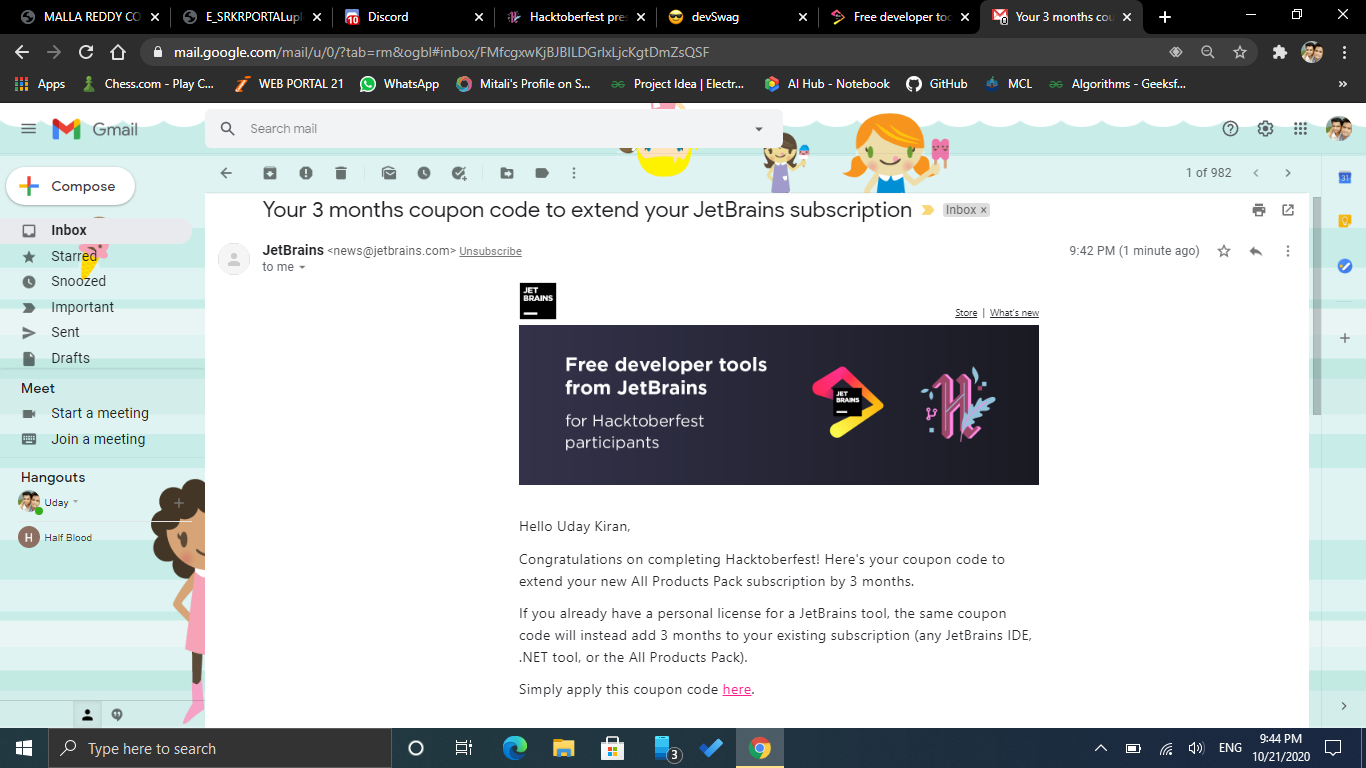 MALLA REDDY CO
E_SRKRPORTALupl
Discord
Hacktoberfest pres
devSwag
Free developer too
Your 3 months cou
mail.google.com/mail/u/0/?tab=rm&ogbl#inbox/FMfcgxwKjBJBllLDGrlxLjcKgtDmZsQSF
Apps
Chess.com - Play C...
WEB PORTAL 21
WhatsApp
Mitali's Profile on S...
Project Idea | Electr...
AI Hub - Notebook
GitHub
MCL
Algorithms - Geeksf...
»
Gmail
Search mail
Compose
1 of 982
Your 3 months coupon code to extend your JetBrains subscription
Inbox ×
Inbox
Starred
Snoozed
Important
Sent
Drafts
Meet
Start a meeting
Join a meeting
Hangouts
Uday
H
Half Blood
JetBrains <news@jetbrains.com> Unsubscribe
9:42 PM (1 minute ago)
to me
JET
BRAINS
Store | What's new
Free developer tools
from JetBrains
for Hacktoberfest
participants
JET
BRAINS
H
Hello Uday Kiran,
Congratulations on completing Hacktoberfest! Here's your coupon code to
extend your new All Products Pack subscription by 3 months.
If you already have a personal license for a JetBrains tool, the same coupon
code will instead add 3 months to your existing subscription (any JetBrains IDE,
.NET tool, or the All Products Pack).
Simply apply this coupon code here.
31
Type here to search
3
ENG
9:44 PM
10/21/2020